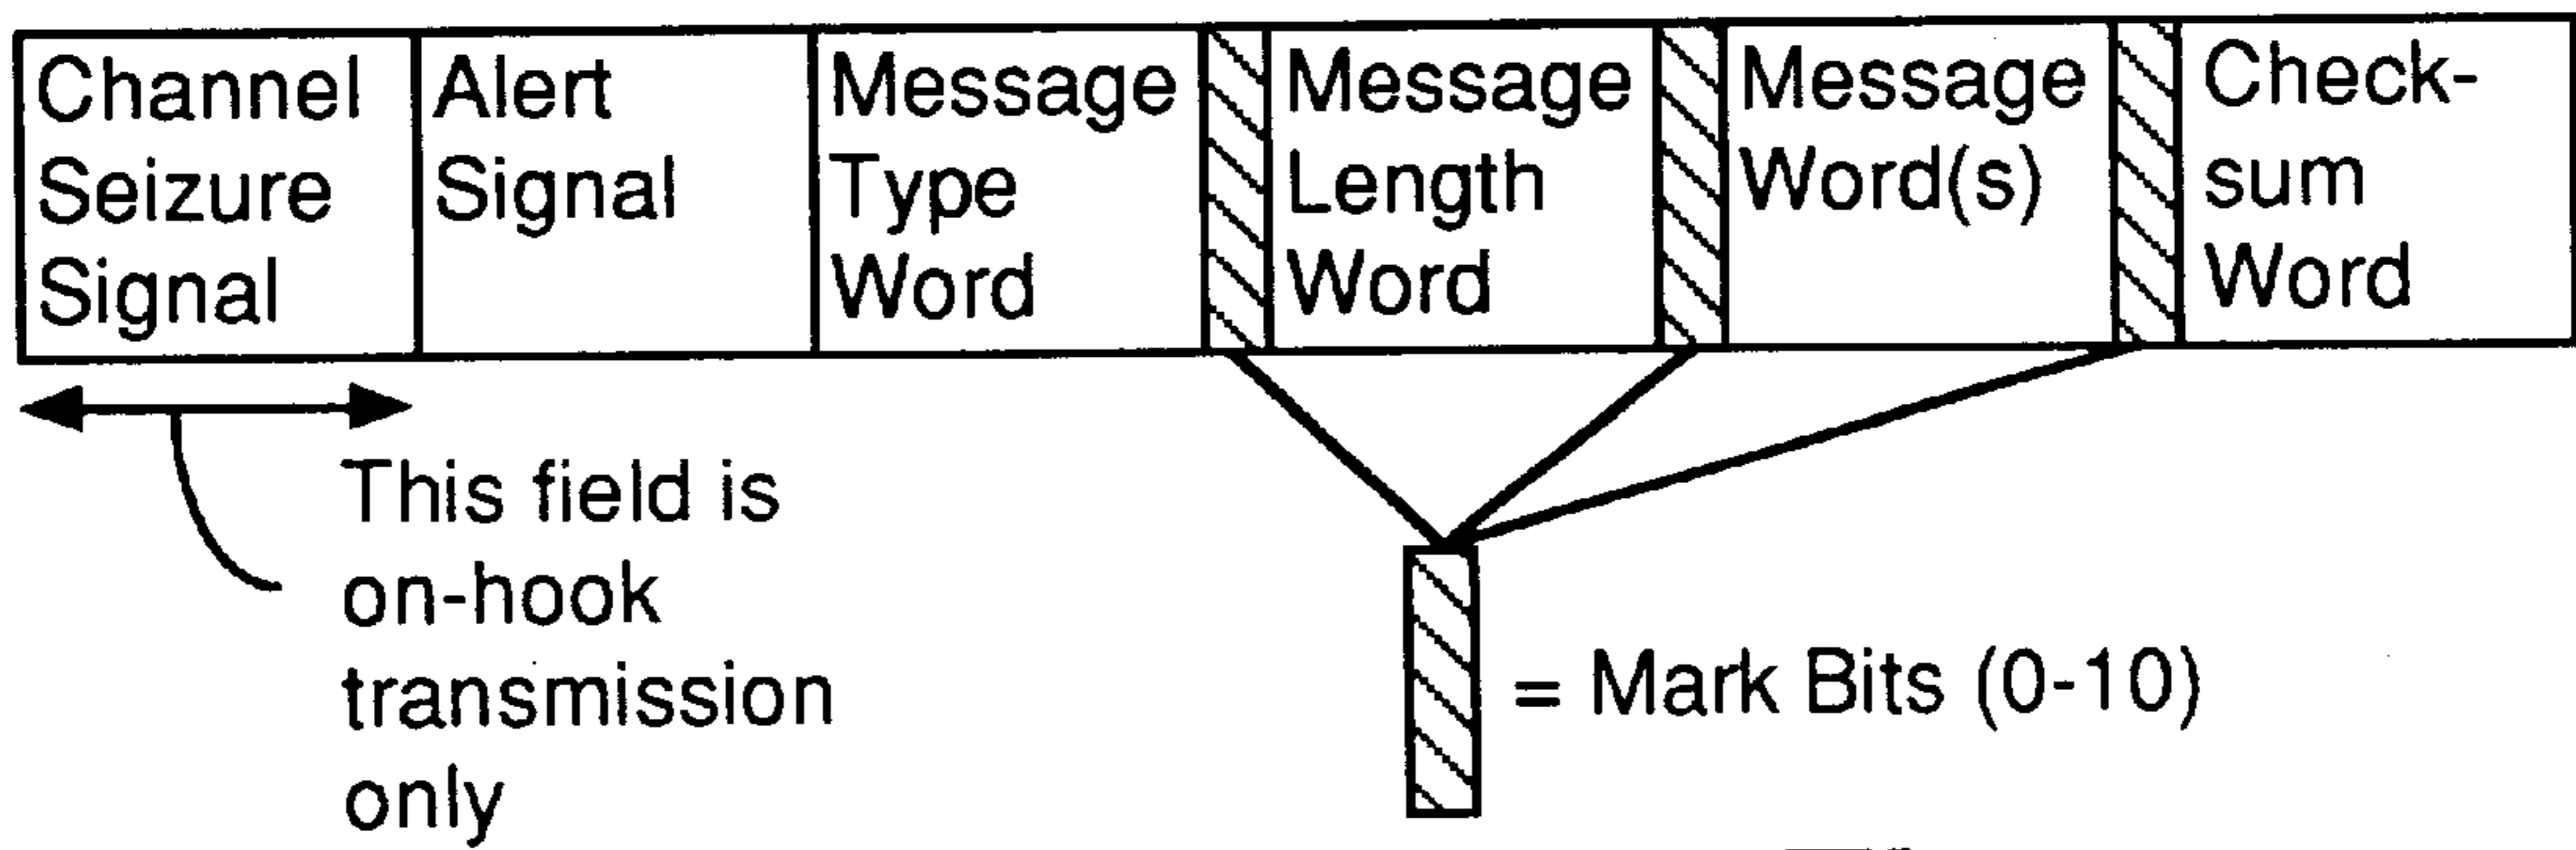 Channel
Seizure
Signal
Alert
Signal
Message
Type
Word
Message
Length
Word
Message
Word(s)
Check-
sum
Word
This field is
on-hook
transmission
only
= Mark Bits (0-10)